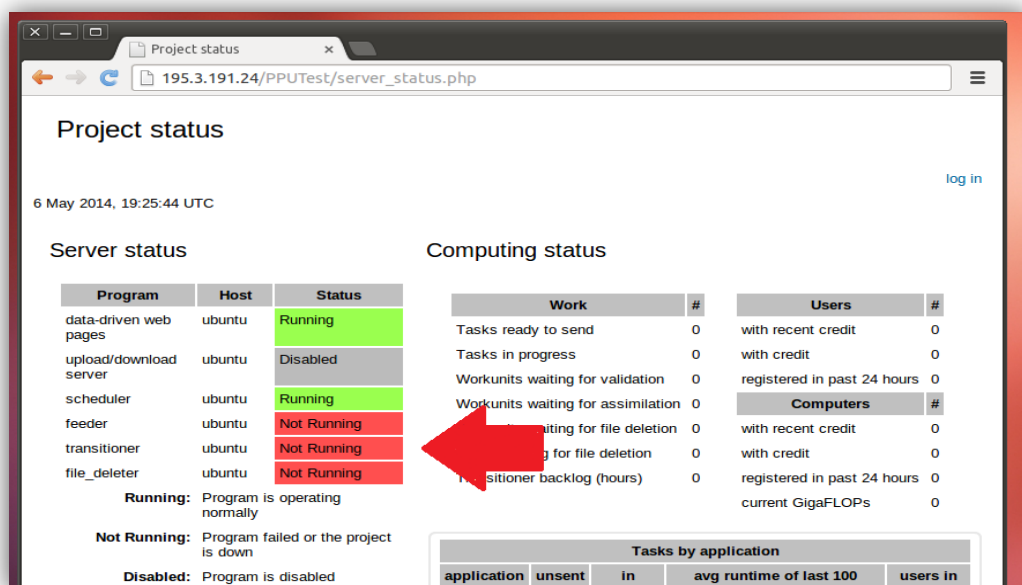 Project status
195.3.191.24/PPUTest/server_status.php
Project status
log in
6 May 2014, 19:25:44 UTC
Server status
Program Host Status
data-driven web pages ubuntu Running
upload/download server ubuntu Disabled
scheduler ubuntu Running
feeder ubuntu Not Running
transitioner ubuntu Not Running
file_deleter ubuntu Not Running
Running: Program is operating
normally
Not Running: Program failed or the project
is down
Disabled: Program is disabled
Computing status
Work #
Tasks ready to send 0
Tasks in progress 0
Workunits waiting for validation 0
Workunits waiting for assimilation 0
waiting for file deletion 0
for file deletion 0
backlog (hours) 0
Users #
with recent credit 0
with credit 0
registered in past 24 hours 0
Computers #
with recent credit 0
with credit 0
registered in past 24 hours 0
current GigaFLOPs 0
Tasks by application
application unsent in avg runtime of last 100 users in